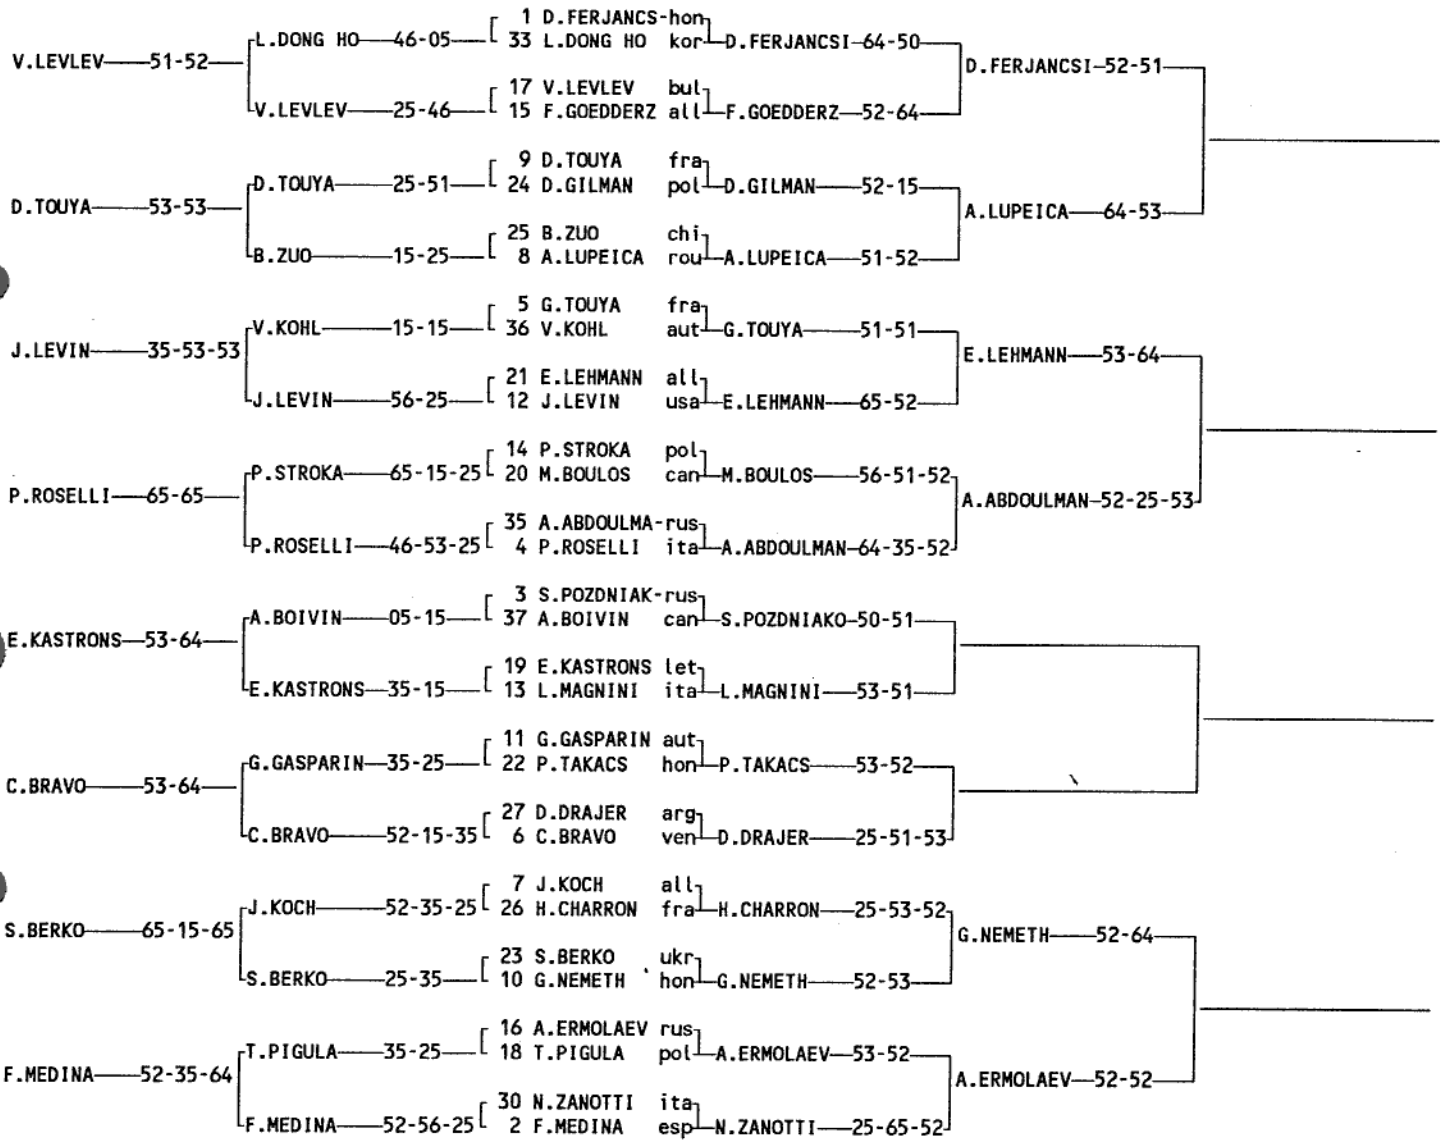 1 D.FERJANCS-hon
V.LEVLEV 51-52 L.DONG HO 46-05 33 L.DONG HO kor D.FERJANCSI 64-50
D.FERJANCSI 52-51
17 V.LEVLEV bul
V.LEVLEV 25-46 15 F.GOEDDERZ all F.GOEDDERZ 52-64
9 D.TOUYA fra
D.TOUYA 25-51 24 D.GILMAN pol D.GILMAN 52-15
D.TOUYA 53-53 A.LUPEICA 64-53
25 B.ZUO chi
B.ZUO 15-25 8 A.LUPEICA rou A.LUPEICA 51-52
5 G.TOUYA fra
V.KOHL 15-15 36 V.KOHL aut G.TOUYA 51-51
J.LEVIN 35-53-53 E.LEHMANN 53-64
21 E.LEHMANN all
J.LEVIN 56-25 12 J.LEVIN usa E.LEHMANN 65-52
14 P.STROKA pol
P.STROKA 65-15-25 20 M.BOULOS can M.BOULOS 56-51-52
P.ROSELLI 65-65 A.ABDOULMAN 52-25-53
35 A.ABDOULMA-rus
P.ROSELLI 46-53-25 4 P.ROSELLI ita A.ABDOULMAN 64-35-52
3 S.POZDNIAK-rus
A.BOIVIN 05-15 37 A.BOIVIN can S.POZDNIAKO 50-51
E.KASTRONS 53-64
19 E.KASTRONS let
E.KASTRONS 35-15 13 L.MAGNINI ita L.MAGNINI 53-51
11 G.GASPARIN aut
G.GASPARIN 35-25 22 P.TAKACS hon P.TAKACS 53-52
C.BRAVO 53-64
27 D.DRAJER arg
C.BRAVO 52-15-35 6 C.BRAVO ven D.DRAJER 25-51-53
7 J.KOCH all
J.KOCH 52-35-25 26 H.CHARRON fra H.CHARRON 25-53-52
S.BERKO 65-15-65 G.NEMETH 52-64
23 S.BERKO ukr
S.BERKO 25-35 10 G.NEMETH hon G.NEMETH 52-53
16 A.ERMOLAEV rus
T.PIGULA 35-25 18 T.PIGULA pol A.ERMOLAEV 53-52
F.MEDINA 52-35-64 A.ERMOLAEV 52-52
30 N.ZANOTTI ita
F.MEDINA 52-56-25 2 F.MEDINA esp N.ZANOTTI 25-65-52